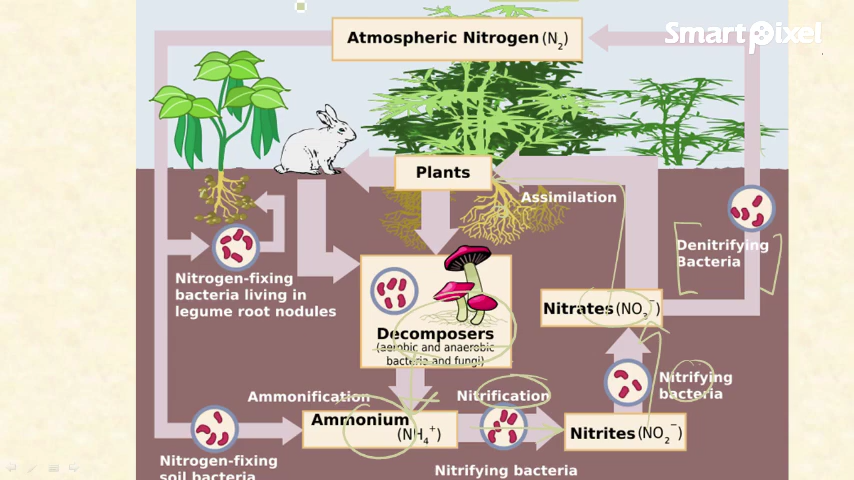 Smartpixel
Atmospheric Nitrogen (N2)
Plants
Assimilation
Denitrifying
Bacteria
Nitrogen-fixing
bacteria living in
legume root nodules
Nitrates (NO3−)
Decomposers
(aerobic and anaerobic
bacteria and fungi)
Nitrifying
bacteria
Ammonification
Nitrification
Ammonium
(NH4+)
Nitrites (NO2−)
Nitrogen-fixing
soil bacteria
Nitrifying bacteria